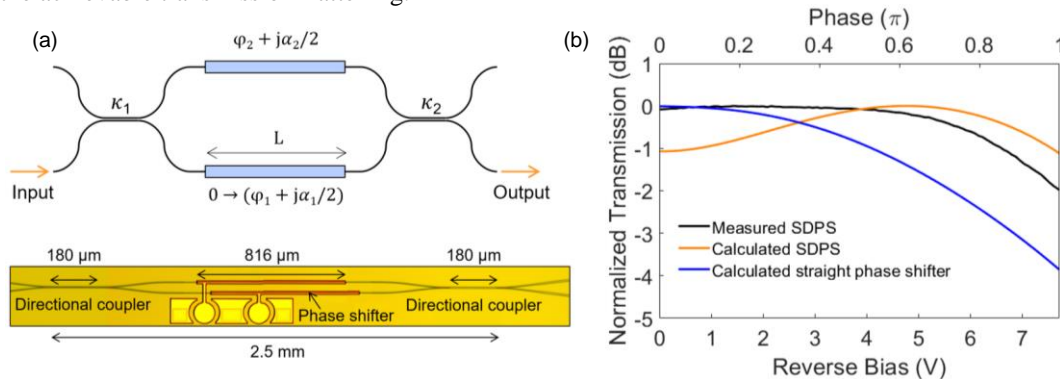 (a)
φ₂ + jα₂/2
κ₁
κ₂
L
Input
0 → (φ₁ + jα₁/2)
Output
180 µm
816 µm
180 µm
Directional coupler
Phase shifter
Directional coupler
2.5 mm
(b)
Phase (π)
0 0.2 0.4 0.6 0.8 1
Normalized Transmission (dB)
1
0
-1
-2
-3
-4
-5
Measured SDPS
Calculated SDPS
Calculated straight phase shifter
0 1 2 3 4 5 6 7
Reverse Bias (V)